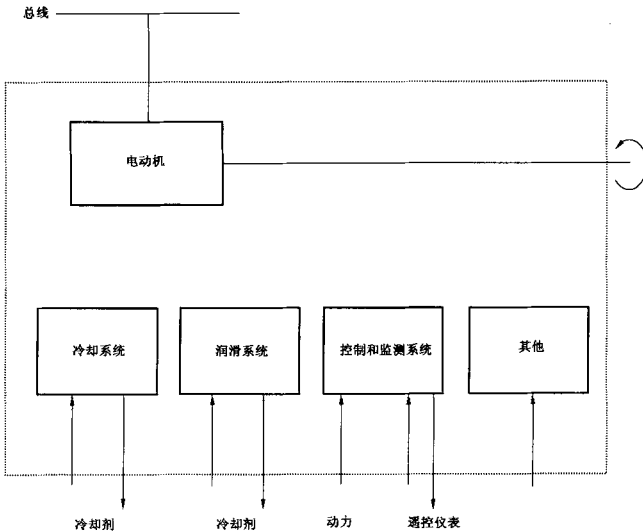 总线
电动机
冷却系统
润滑系统
控制和监测系统
其他
冷却剂
冷却剂
动力
遥控仪表